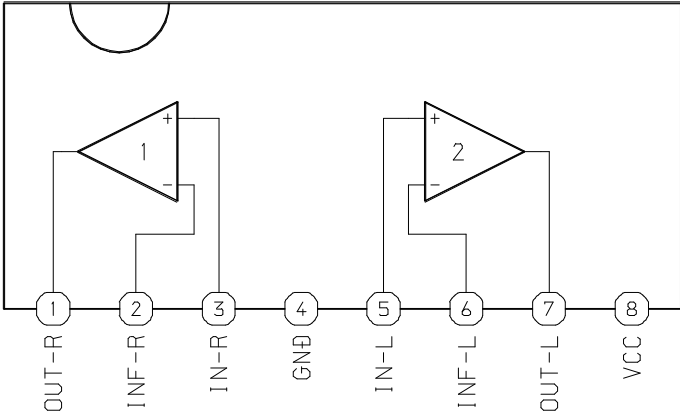 + 1 −
+ 2 −
1 2 3 4 5 6 7 8
OUT-R INF-R IN-R GND IN-L INF-L OUT-L VCC